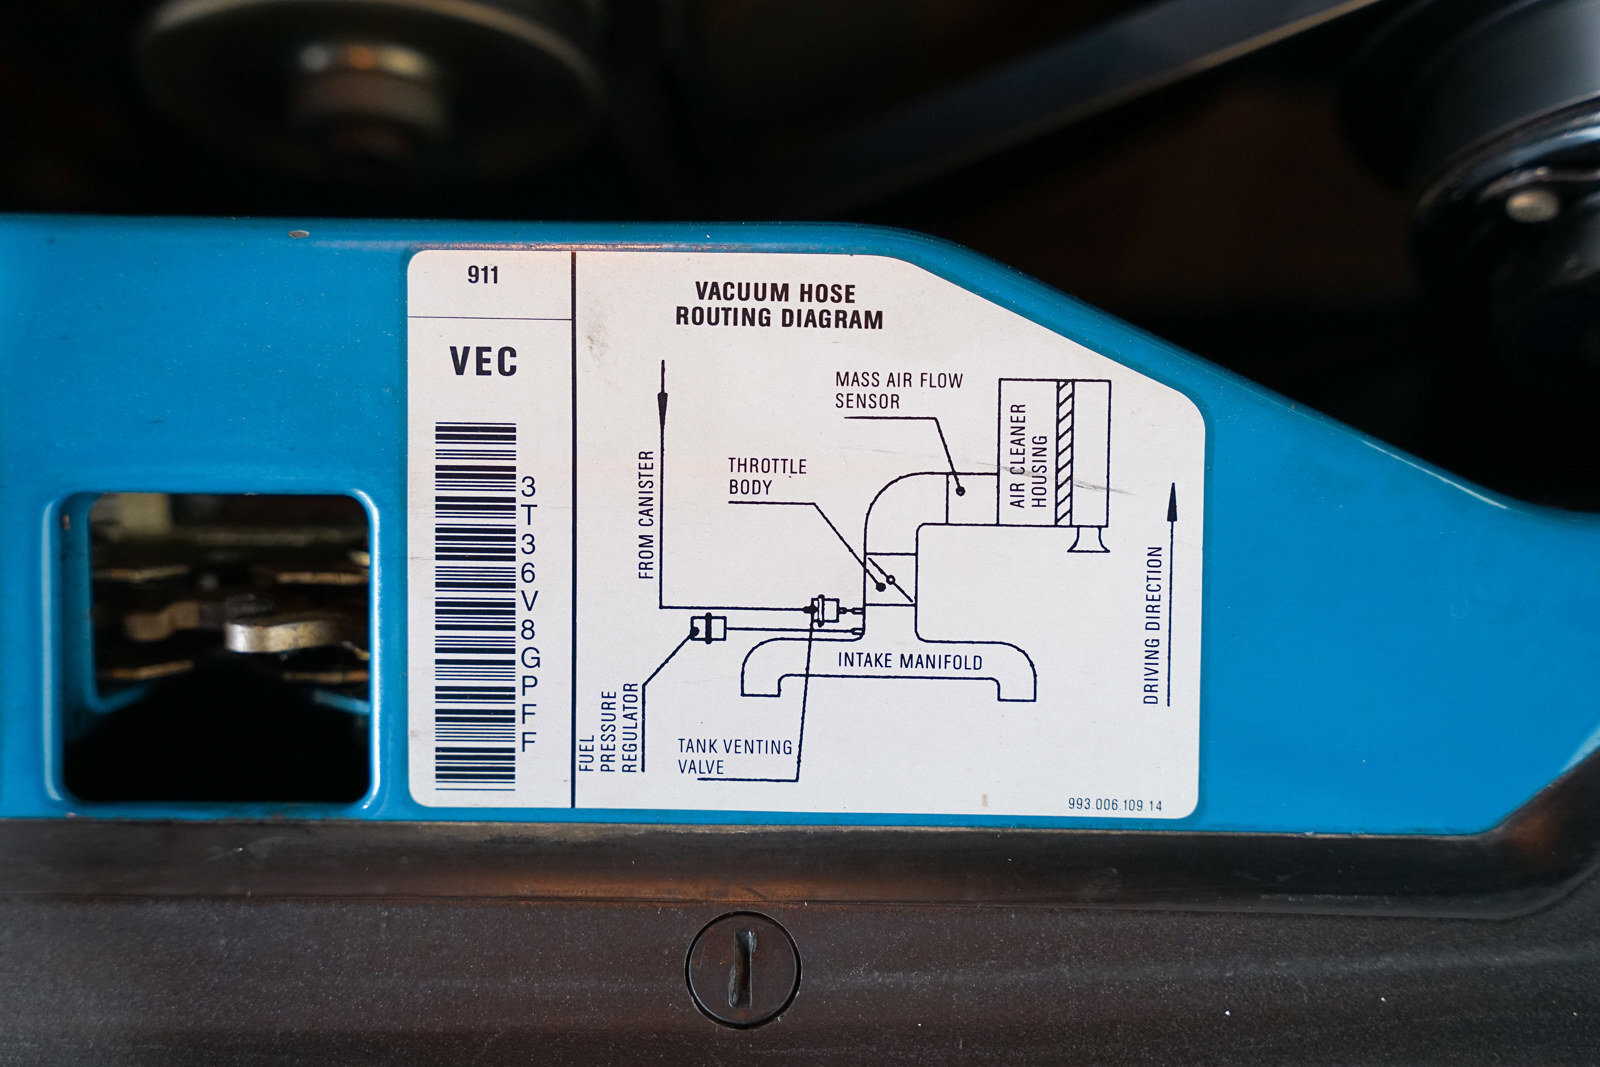 911
VEC
3T36V8GPFF
VACUUM HOSE
ROUTING DIAGRAM
MASS AIR FLOW
SENSOR
AIR CLEANER
HOUSING
THROTTLE
BODY
FROM CANISTER
DRIVING DIRECTION
INTAKE MANIFOLD
FUEL
PRESSURE
REGULATOR
TANK VENTING
VALVE
993.006.109 14